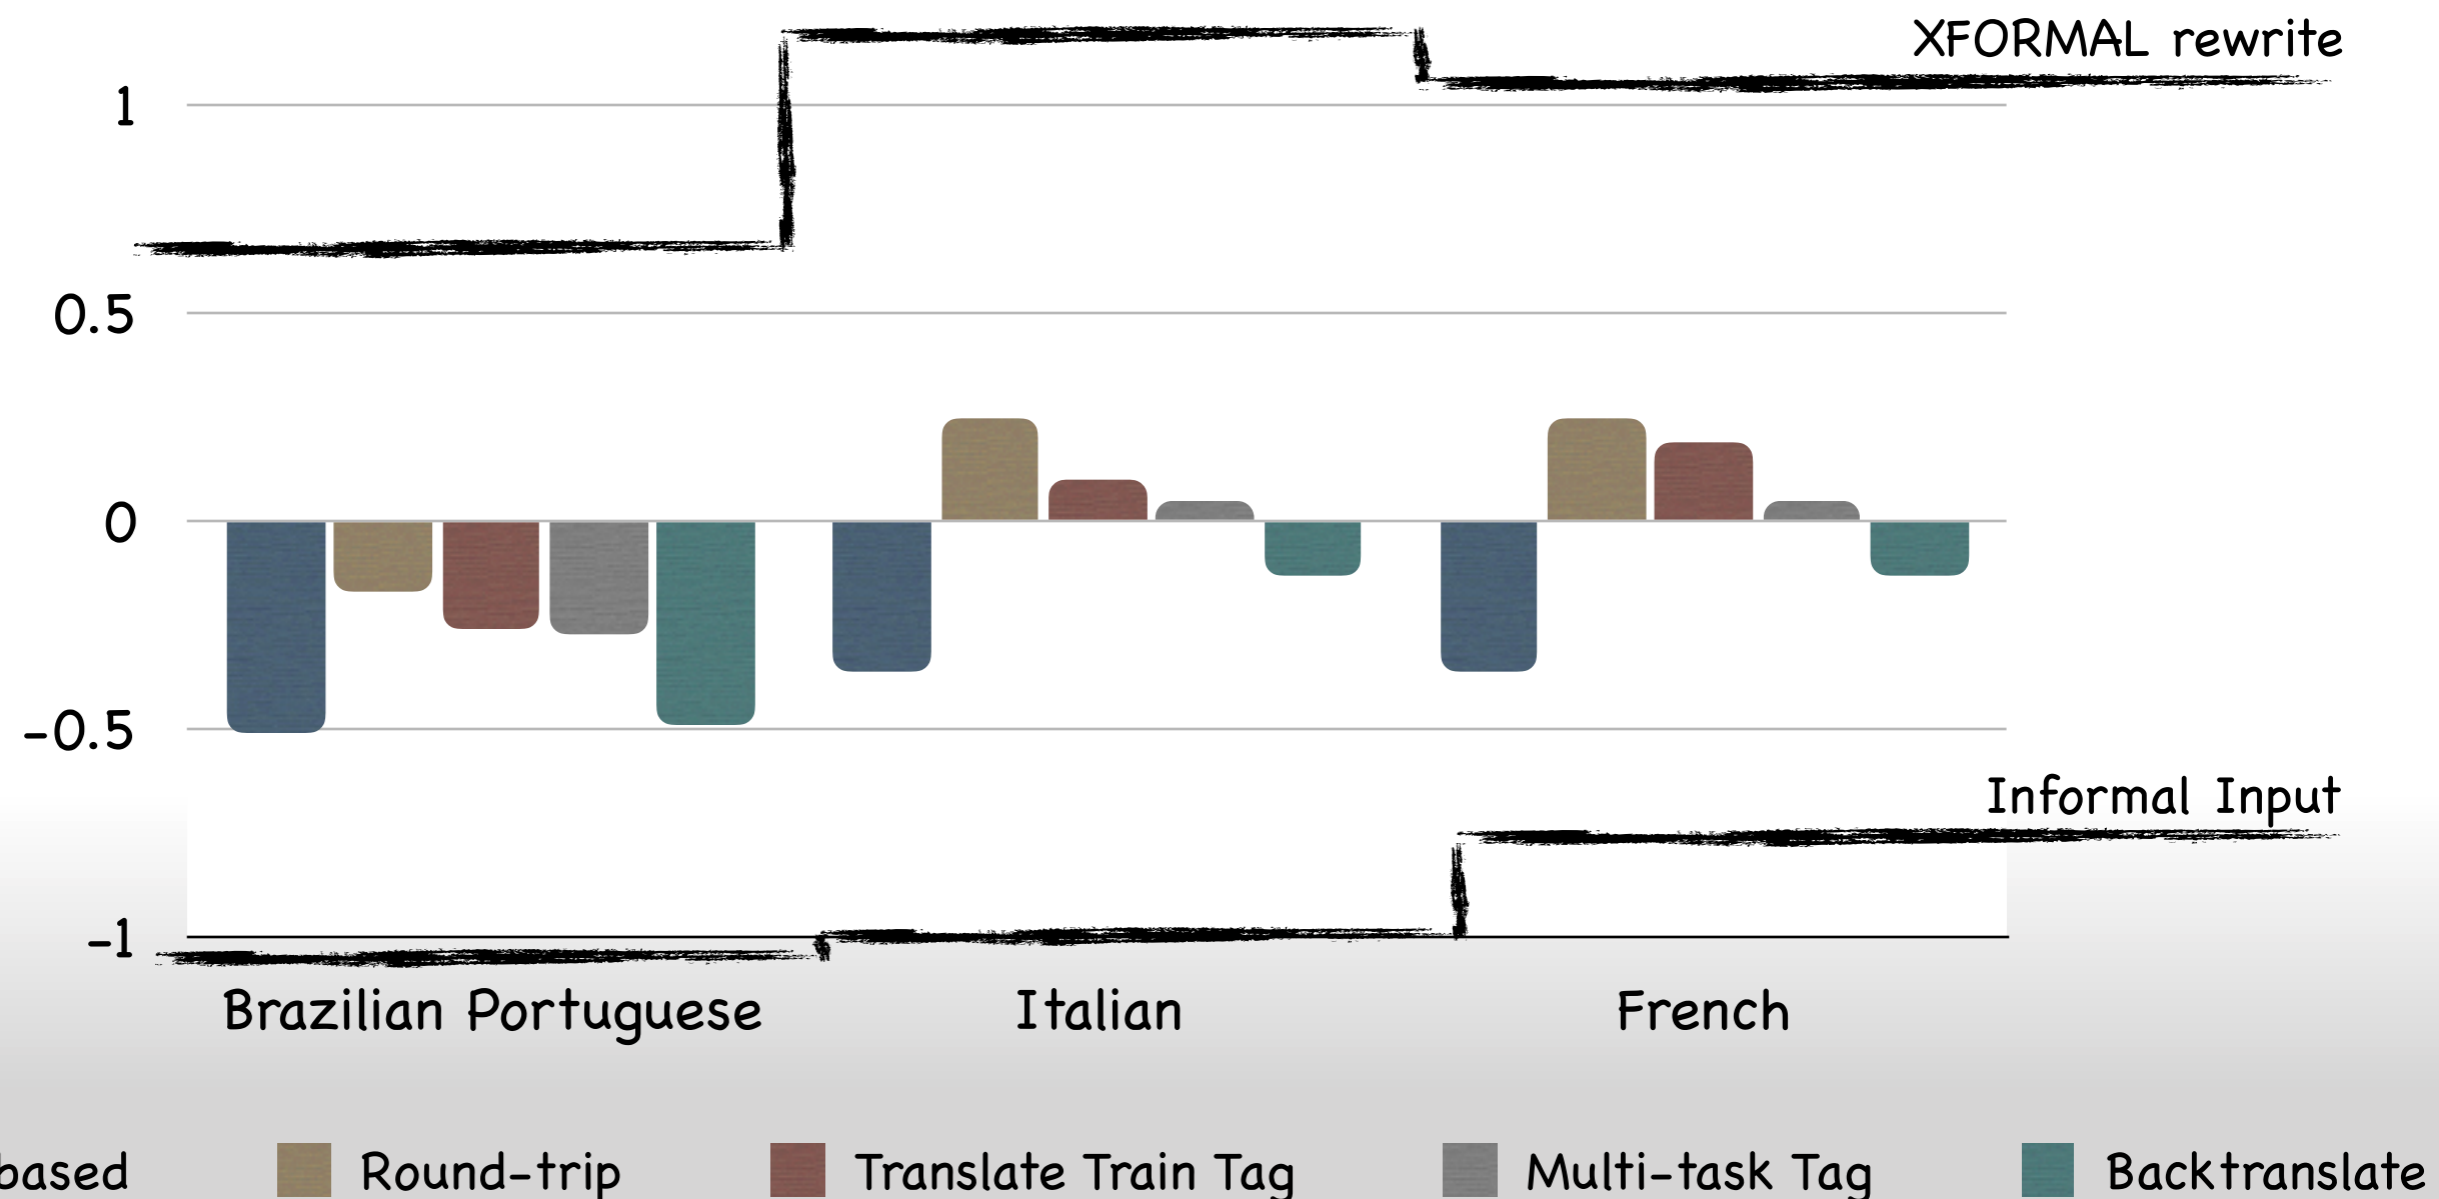 XFORMAL rewrite
1
0.5
0
-0.5
Informal Input
-1
Brazilian Portuguese Italian French
based Round-trip Translate Train Tag Multi-task Tag Backtranslate